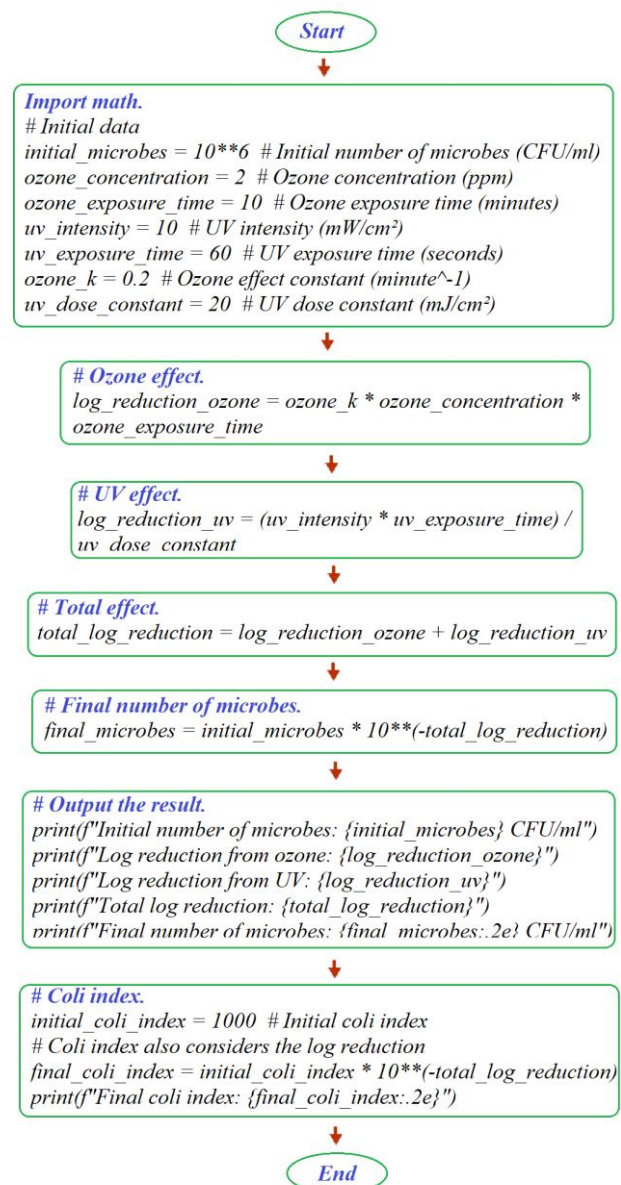 Start
Import math.
# Initial data
initial_microbes = 10**6  # Initial number of microbes (CFU/ml)
ozone_concentration = 2  # Ozone concentration (ppm)
ozone_exposure_time = 10  # Ozone exposure time (minutes)
uv_intensity = 10  # UV intensity (mW/cm²)
uv_exposure_time = 60  # UV exposure time (seconds)
ozone_k = 0.2  # Ozone effect constant (minute^-1)
uv_dose_constant = 20  # UV dose constant (mJ/cm²)
# Ozone effect.
log_reduction_ozone = ozone_k * ozone_concentration *
ozone_exposure_time
# UV effect.
log_reduction_uv = (uv_intensity * uv_exposure_time) /
uv_dose_constant
# Total effect.
total_log_reduction = log_reduction_ozone + log_reduction_uv
# Final number of microbes.
final_microbes = initial_microbes * 10**(-total_log_reduction)
# Output the result.
print(f"Initial number of microbes: {initial_microbes} CFU/ml")
print(f"Log reduction from ozone: {log_reduction_ozone}")
print(f"Log reduction from UV: {log_reduction_uv}")
print(f"Total log reduction: {total_log_reduction}")
print(f"Final number of microbes: {final_microbes:.2e} CFU/ml")
# Coli index.
initial_coli_index = 1000  # Initial coli index
# Coli index also considers the log reduction
final_coli_index = initial_coli_index * 10**(-total_log_reduction)
print(f"Final coli index: {final_coli_index:.2e}")
End